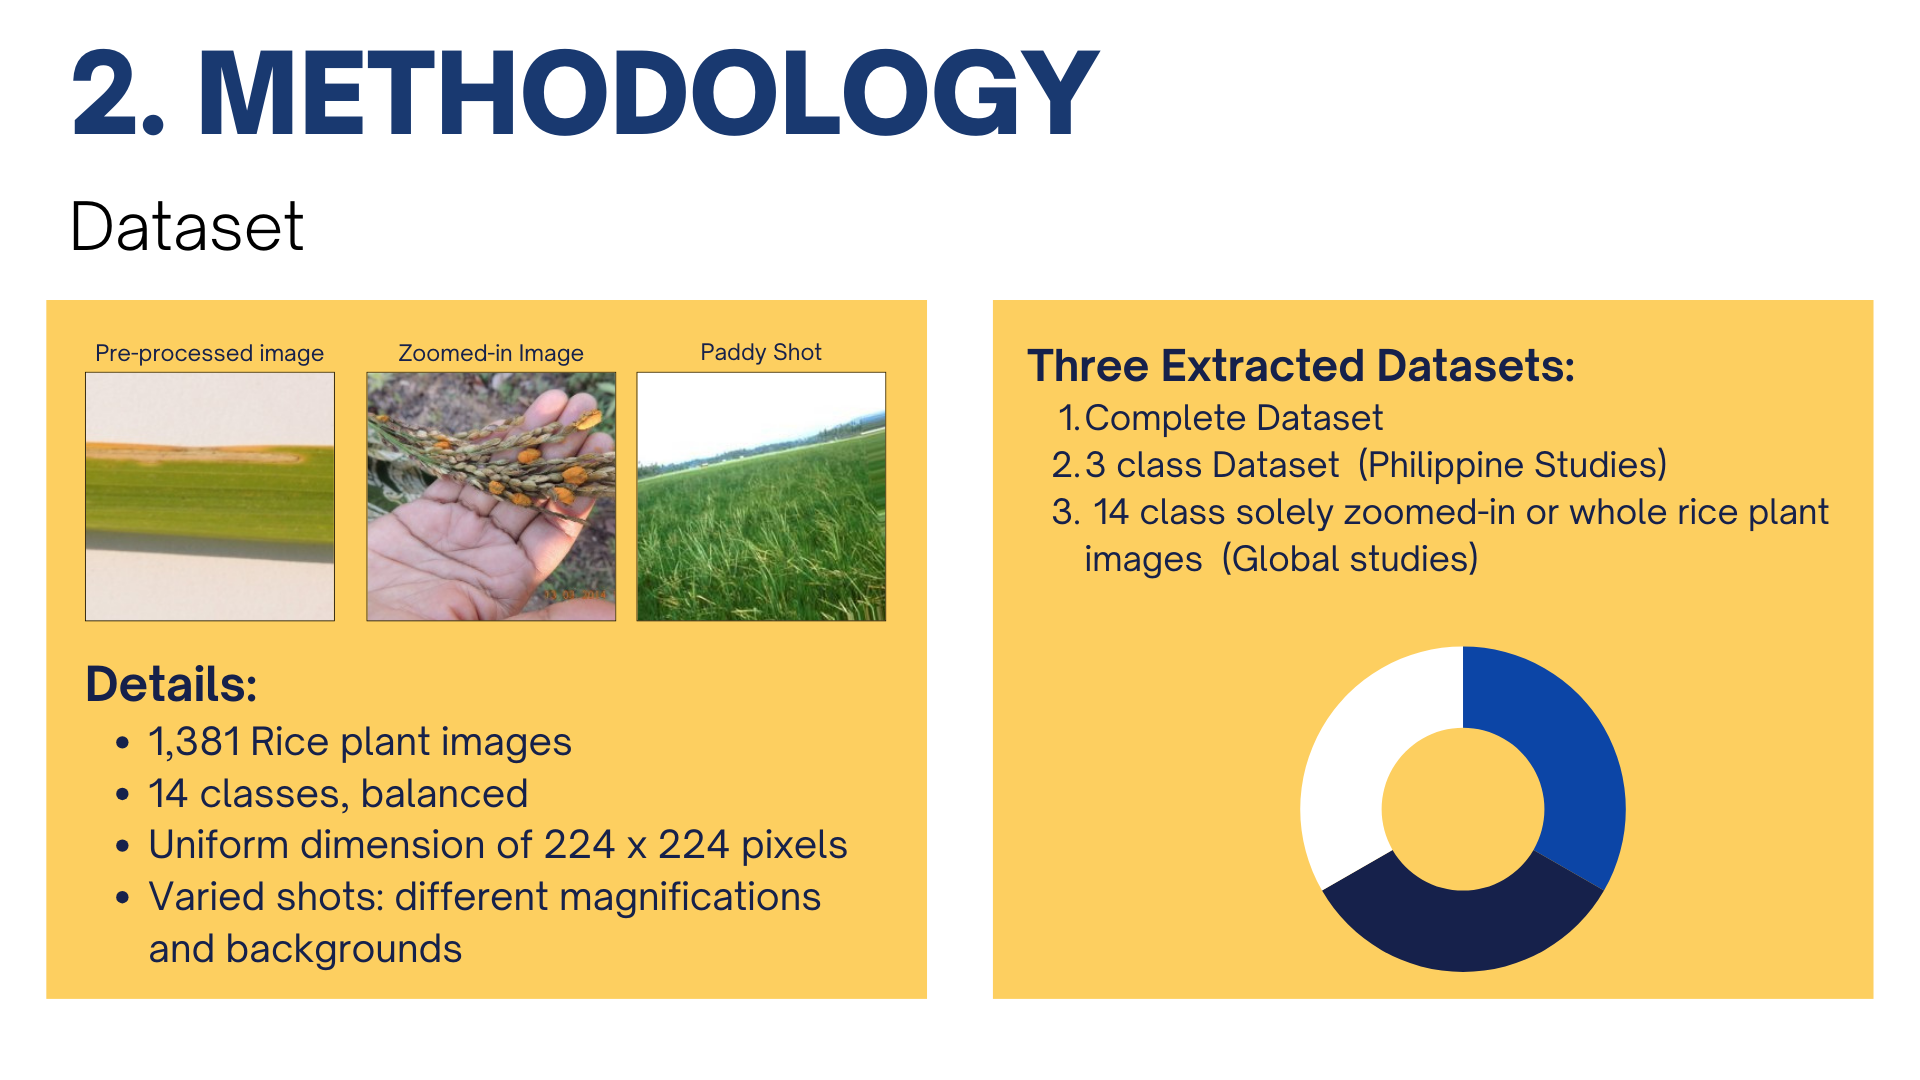 2. METHODOLOGY
Dataset
Pre-processed image
Zoomed-in Image
Paddy Shot
Details:
• 1,381 Rice plant images
• 14 classes, balanced
• Uniform dimension of 224 x 224 pixels
• Varied shots: different magnifications
and backgrounds
Three Extracted Datasets:
1. Complete Dataset
2. 3 class Dataset (Philippine Studies)
3. 14 class solely zoomed-in or whole rice plant
images (Global studies)